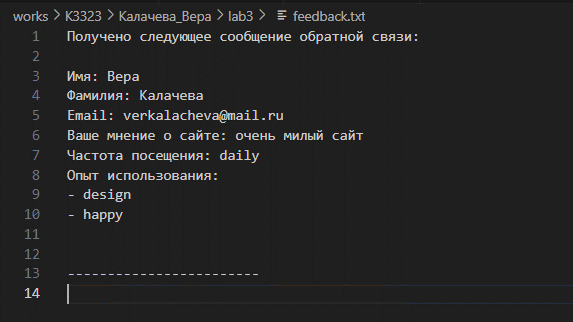 works > K3323 > Калачева_Вера > lab3 > feedback.txt
1 Получено следующее сообщение обратной связи:
2
3 Имя: Вера
4 Фамилия: Калачева
5 Email: verkalacheva@mail.ru
6 Ваше мнение о сайте: очень милый сайт
7 Частота посещения: daily
8 Опыт использования:
9 - design
10 - happy
11
12
13 ------------------------
14